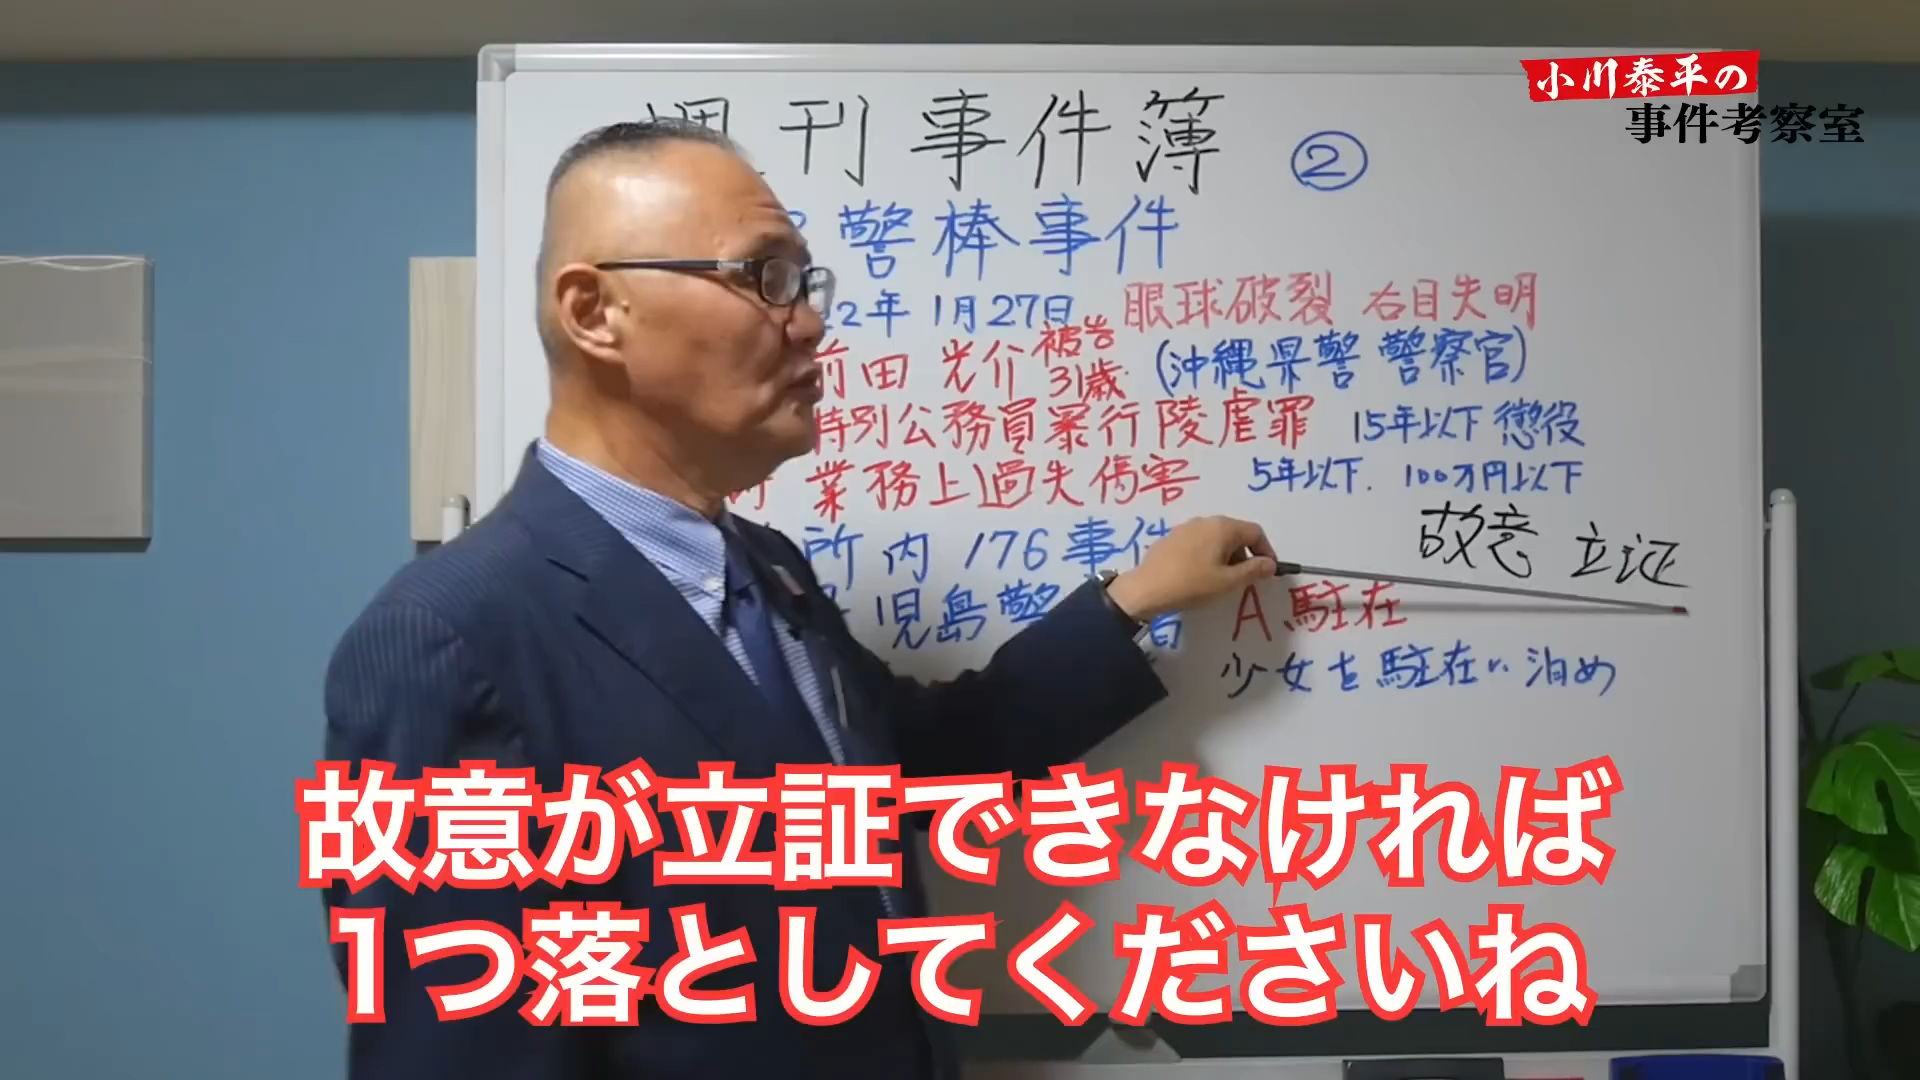 小川泰平の
事件考察室
週刊事件簿 ②
警棒事件
22年 1月27日 眼球破裂 右目失明
前田 光介 被告 31歳 (沖縄県警 警察官)
特別公務員暴行陵虐罪 15年以下 懲役
業務上過失傷害 5年以下. 100万円以下
故意 立証
所内 176事件
児島警 A駐在
少女を駐在に泊め
故意が立証できなければ
1つ落としてくださいね